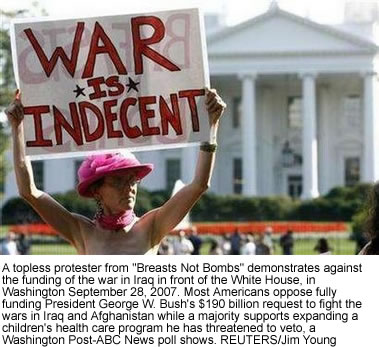 WAR
★IS★
INDECENT
A topless protester from "Breasts Not Bombs" demonstrates against
the funding of the war in Iraq in front of the White House, in
Washington September 28, 2007. Most Americans oppose fully
funding President George W. Bush's $190 billion request to fight the
wars in Iraq and Afghanistan while a majority supports expanding a
children's health care program he has threatened to veto, a
Washington Post-ABC News poll shows. REUTERS/Jim Young